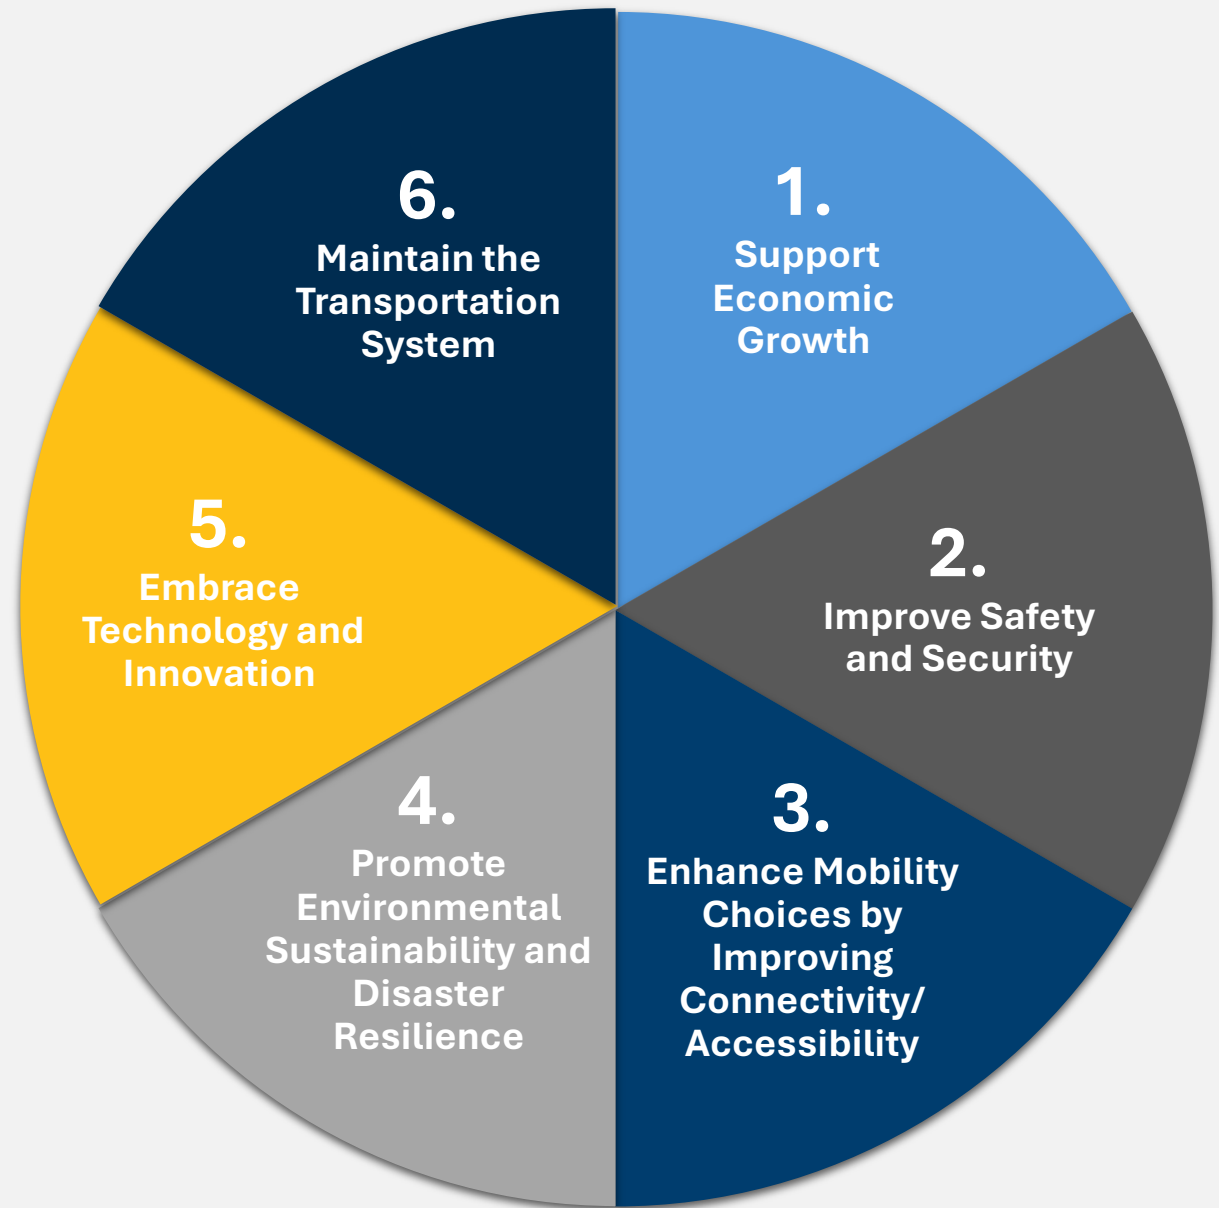 1.
Support
Economic
Growth
2.
Improve Safety
and Security
3.
Enhance Mobility
Choices by
Improving
Connectivity/
Accessibility
4.
Promote
Environmental
Sustainability and
Disaster
Resilience
5.
Embrace
Technology and
Innovation
6.
Maintain the
Transportation
System